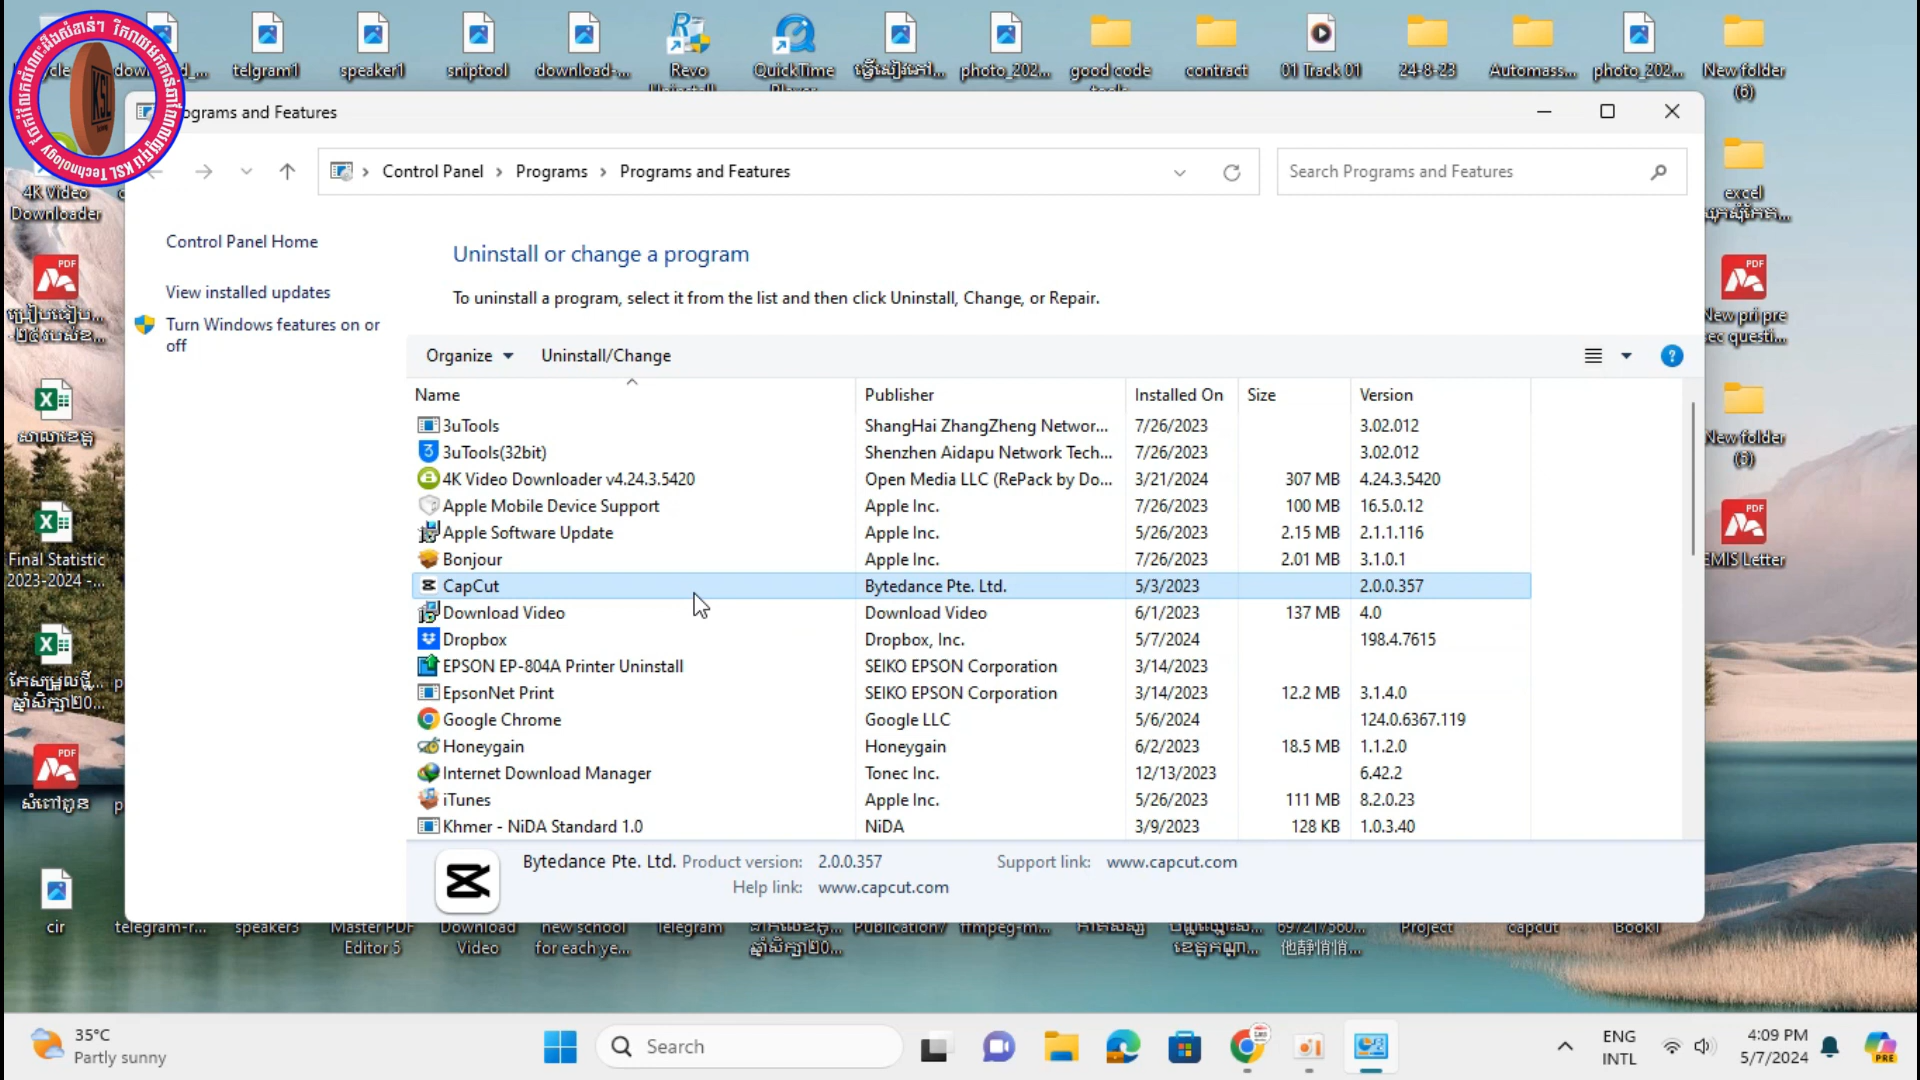 telgram1
speaker1
sniptool
download-...
Revo
QuickTime
photo_202...
good code
contract
01 Track 01
24-8-23
Automass...
photo_202...
New folder
(6)
KSL
Programs and Features
Control Panel
Programs
Programs and Features
Search Programs and Features
4K Video
Downloader
excel
Control Panel Home
Uninstall or change a program
View installed updates
To uninstall a program, select it from the list and then click Uninstall, Change, or Repair.
Turn Windows features on or
off
PDF
PDF
New pri pre
Organize
Uninstall/Change
Name
Publisher
Installed On
Size
Version
3uTools ShangHai ZhangZheng Networ... 7/26/2023 3.02.012
3uTools(32bit) Shenzhen Aidapu Network Tech... 7/26/2023 3.02.012
4K Video Downloader v4.24.3.5420 Open Media LLC (RePack by Do... 3/21/2024 307 MB 4.24.3.5420
Apple Mobile Device Support Apple Inc. 7/26/2023 100 MB 16.5.0.12
Apple Software Update Apple Inc. 5/26/2023 2.15 MB 2.1.1.116
Bonjour Apple Inc. 7/26/2023 2.01 MB 3.1.0.1
CapCut Bytedance Pte. Ltd. 5/3/2023 2.0.0.357
Download Video Download Video 6/1/2023 137 MB 4.0
Dropbox Dropbox, Inc. 5/7/2024 198.4.7615
EPSON EP-804A Printer Uninstall SEIKO EPSON Corporation 3/14/2023
EpsonNet Print SEIKO EPSON Corporation 3/14/2023 12.2 MB 3.1.4.0
Google Chrome Google LLC 5/6/2024 124.0.6367.119
Honeygain Honeygain 6/2/2023 18.5 MB 1.1.2.0
Internet Download Manager Tonec Inc. 12/13/2023 6.42.2
iTunes Apple Inc. 5/26/2023 111 MB 8.2.0.23
Khmer - NiDA Standard 1.0 NiDA 3/9/2023 128 KB 1.0.3.40
Bytedance Pte. Ltd. Product version: 2.0.0.357 Support link: www.capcut.com
Help link: www.capcut.com
New folder
(5)
PDF
EMIS Letter
Final Statistic
2023-2024 -...
PDF
cir
telegram-r...
speaker3
Master PDF
Editor 5
Download
Video
new school
for each ye...
Telegram
Publication7
ffmpeg-m...
Project
capcut
Book1
35°C
Partly sunny
Search
ENG
INTL
4:09 PM
5/7/2024
PRE